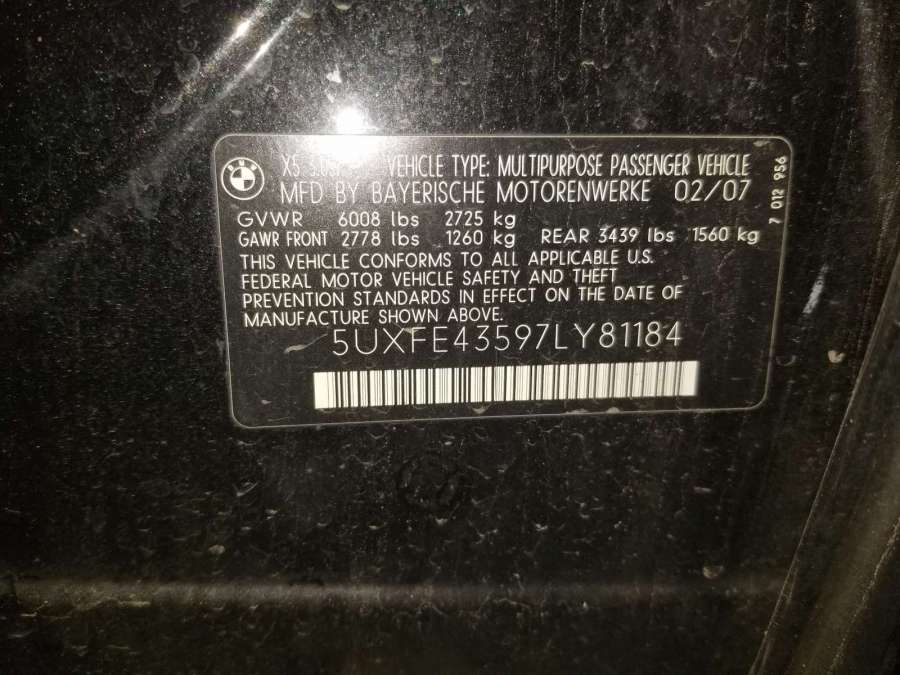 X5 VEHICLE TYPE: MULTIPURPOSE PASSENGER VEHICLE
MFD BY BAYERISCHE MOTORENWERKE 02/07
GVWR 6008 lbs 2725 kg
GAWR FRONT 2778 lbs 1260 kg REAR 3439 lbs 1560 kg
THIS VEHICLE CONFORMS TO ALL APPLICABLE U.S.
FEDERAL MOTOR VEHICLE SAFETY AND THEFT
PREVENTION STANDARDS IN EFFECT ON THE DATE OF
MANUFACTURE SHOWN ABOVE.
5UXFE43597LY81184
7 012 956
BMW